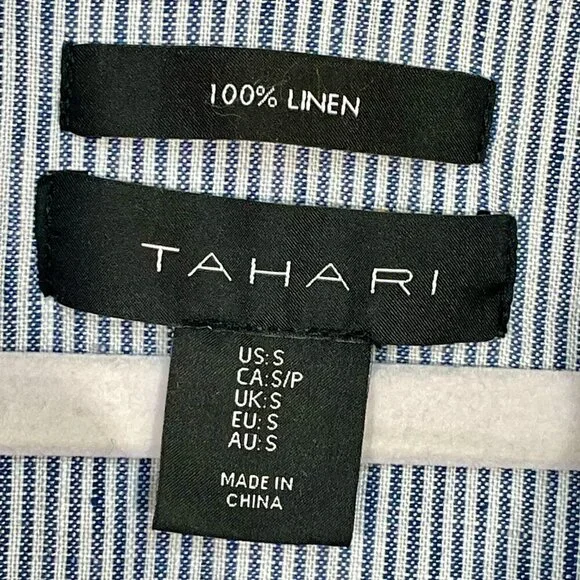 100% LINEN
TAHARI
US:S
CA:S/P
UK:S
EU:S
AU:S
MADE IN
CHINA